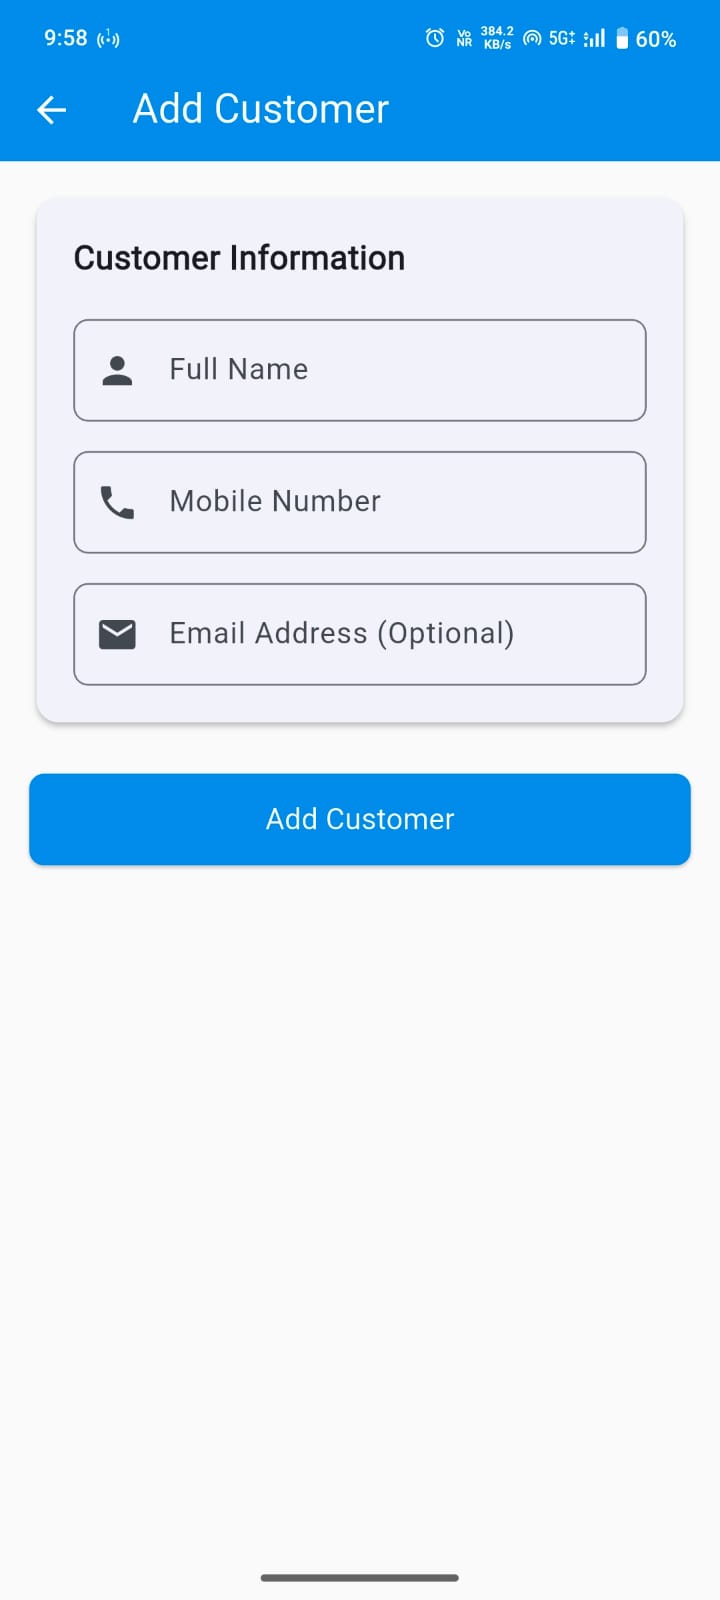 9:58
1
Vo
NR
384.2
KB/s
5G
60%
Add Customer
Customer Information
Full Name
Mobile Number
Email Address (Optional)
Add Customer